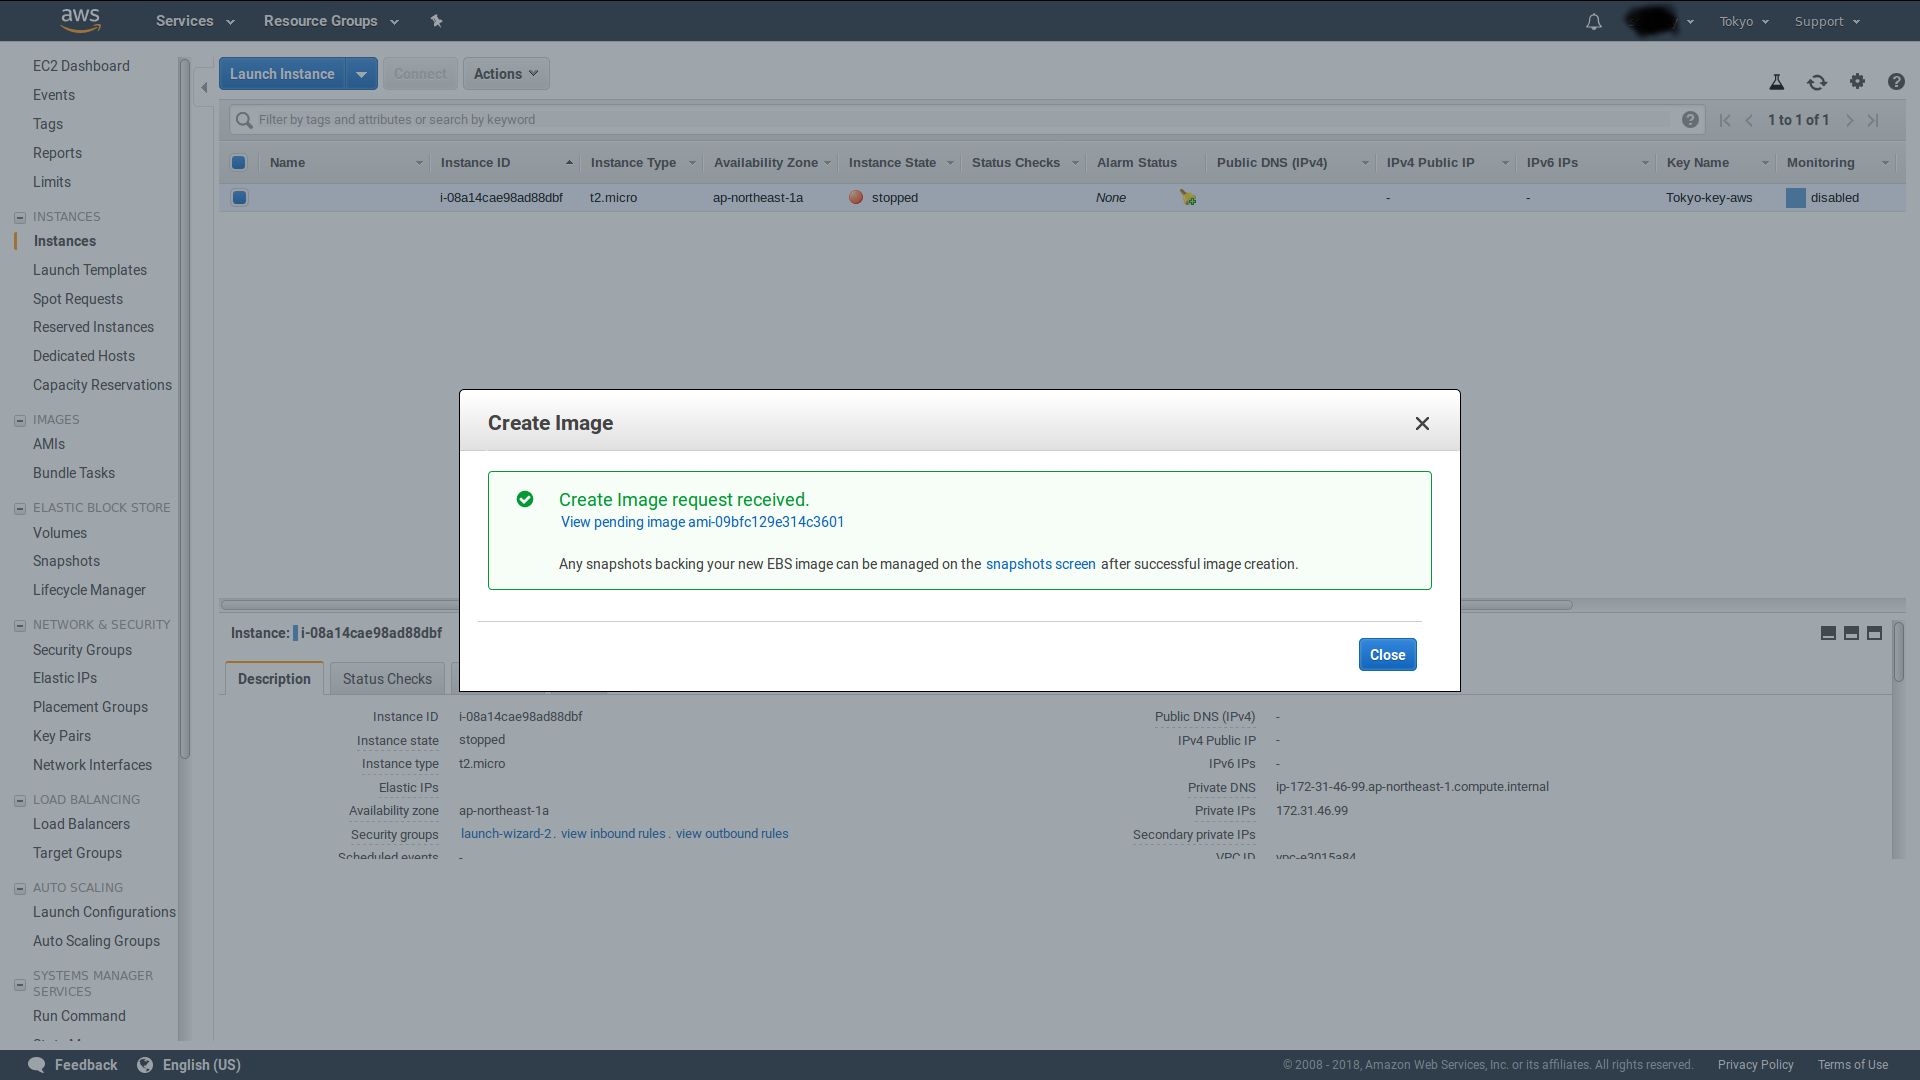 aws Services Resource Groups Tokyo Support
EC2 Dashboard
Events
Tags
Reports
Limits
INSTANCES
Instances
Launch Templates
Spot Requests
Reserved Instances
Dedicated Hosts
Capacity Reservations
IMAGES
AMIs
Bundle Tasks
ELASTIC BLOCK STORE
Volumes
Snapshots
Lifecycle Manager
NETWORK & SECURITY
Security Groups
Elastic IPs
Placement Groups
Key Pairs
Network Interfaces
LOAD BALANCING
Load Balancers
Target Groups
AUTO SCALING
Launch Configurations
Auto Scaling Groups
SYSTEMS MANAGER
SERVICES
Run Command
Launch Instance Connect Actions
Filter by tags and attributes or search by keyword 1 to 1 of 1
Name Instance ID Instance Type Availability Zone Instance State Status Checks Alarm Status Public DNS (IPv4) IPv4 Public IP IPv6 IPs Key Name Monitoring
i-08a14cae98ad88dbf t2.micro ap-northeast-1a stopped None - - Tokyo-key-aws disabled
Create Image
Create Image request received.
View pending image ami-09bfc129e314c3601
Any snapshots backing your new EBS image can be managed on the snapshots screen after successful image creation.
Close
Instance: i-08a14cae98ad88dbf
Description Status Checks
Instance ID i-08a14cae98ad88dbf
Instance state stopped
Instance type t2.micro
Elastic IPs
Availability zone ap-northeast-1a
Security groups launch-wizard-2. view inbound rules. view outbound rules
Scheduled events -
Public DNS (IPv4) -
IPv4 Public IP -
IPv6 IPs -
Private DNS ip-172-31-46-99.ap-northeast-1.compute.internal
Private IPs 172.31.46.99
Secondary private IPs
VPC ID vpc-e3015a84
Feedback English (US) © 2008 - 2018, Amazon Web Services, Inc. or its affiliates. All rights reserved. Privacy Policy Terms of Use